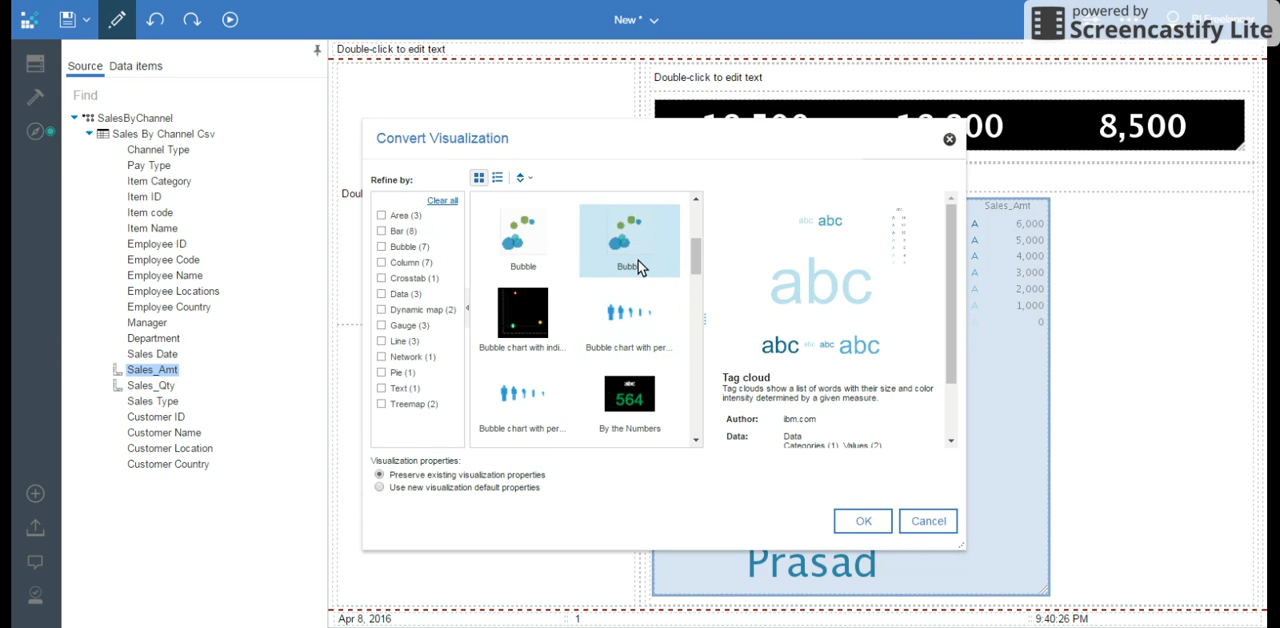 New *
powered by
Screencastify Lite
Source Data items
Find
SalesByChannel
Sales By Channel Csv
Channel Type
Pay Type
Item Category
Item ID
Item code
Item Name
Employee ID
Employee Code
Employee Name
Employee Locations
Employee Country
Manager
Department
Sales Date
Sales_Amt
Sales_Qty
Sales Type
Customer ID
Customer Name
Customer Location
Customer Country
Double-click to edit text
Double-click to edit text
8,500
Convert Visualization
Refine by:
Clear all
Area (3)
Bar (8)
Bubble (7)
Column (7)
Crosstab (1)
Data (3)
Dynamic map (2)
Gauge (3)
Line (3)
Network (1)
Pie (1)
Text (1)
Treemap (2)
Bubble
Bubble chart with indi...
Bubble chart with per...
Bubble chart with per...
abc
564
By the Numbers
abc abc
abc
abc abc abc abc
Tag cloud
Tag clouds show a list of words with their size and color
intensity determined by a given measure.
Author: ibm.com
Data: Data
Categories (1) Values (2)
Visualization properties:
Preserve existing visualization properties
Use new visualization default properties
OK Cancel
Sales_Amt
A 6,000
A 5,000
A 4,000
A 3,000
A 2,000
A 1,000
A 0
Prasad
Apr 8, 2016 1 9:40:26 PM